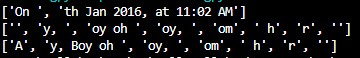 ['On ', 'th Jan 2016, at 11:02 AM']
['', 'y, ', 'oy oh ', 'oy, ', 'om', ' h', 'r', '']
['A', 'y, Boy oh ', 'oy, ', 'om', ' h', 'r', '']